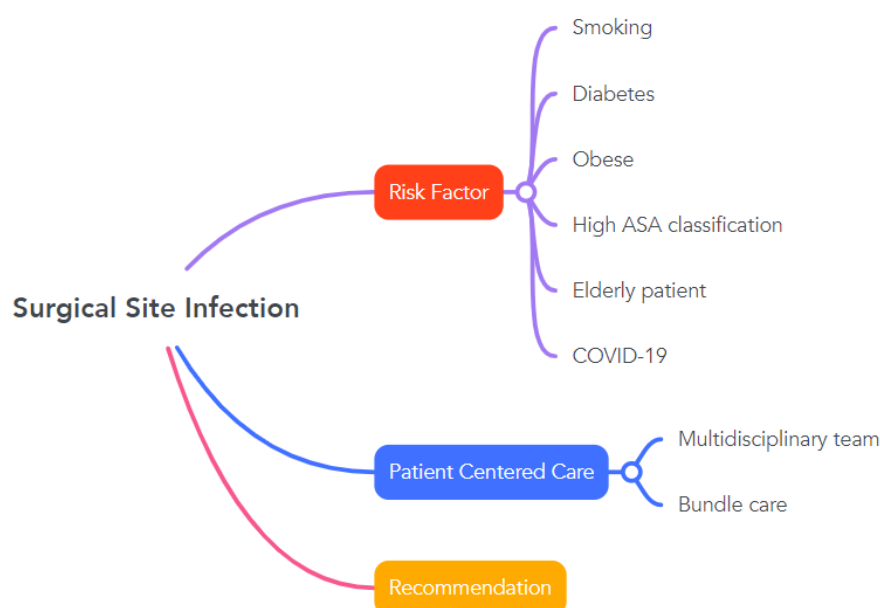 Smoking
Diabetes
Risk Factor
Obese
High ASA classification
Elderly patient
COVID-19
Surgical Site Infection
Patient Centered Care
Multidisciplinary team
Bundle care
Recommendation